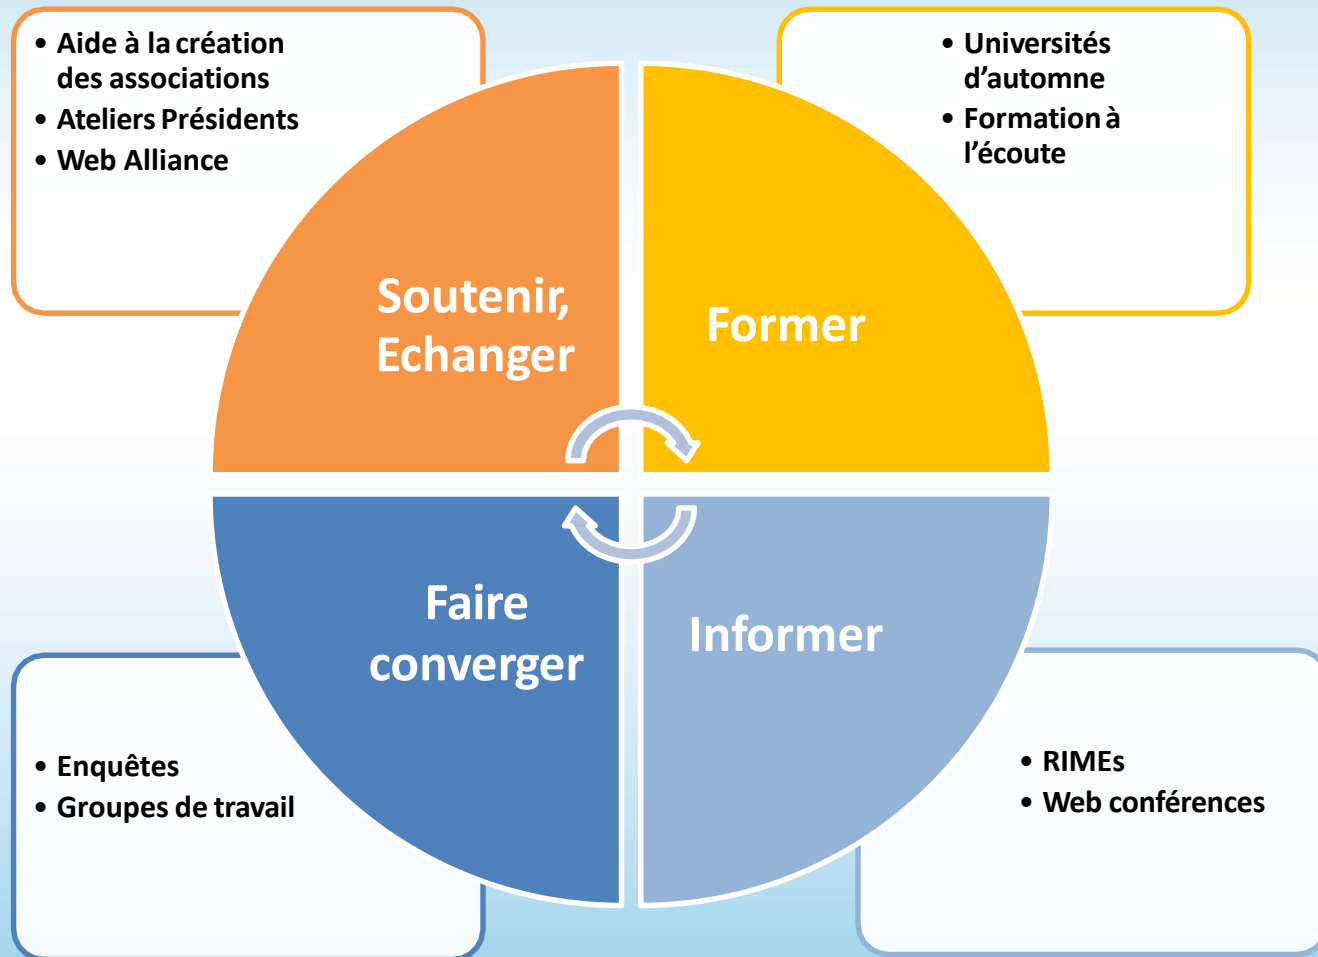 • Aide à la création
des associations
• Ateliers Présidents
• Web Alliance
• Universités
d’automne
• Formation à
l’écoute
Soutenir,
Echanger
Former
Faire
converger
Informer
• Enquêtes
• Groupes de travail
• RIMEs
• Web conférences